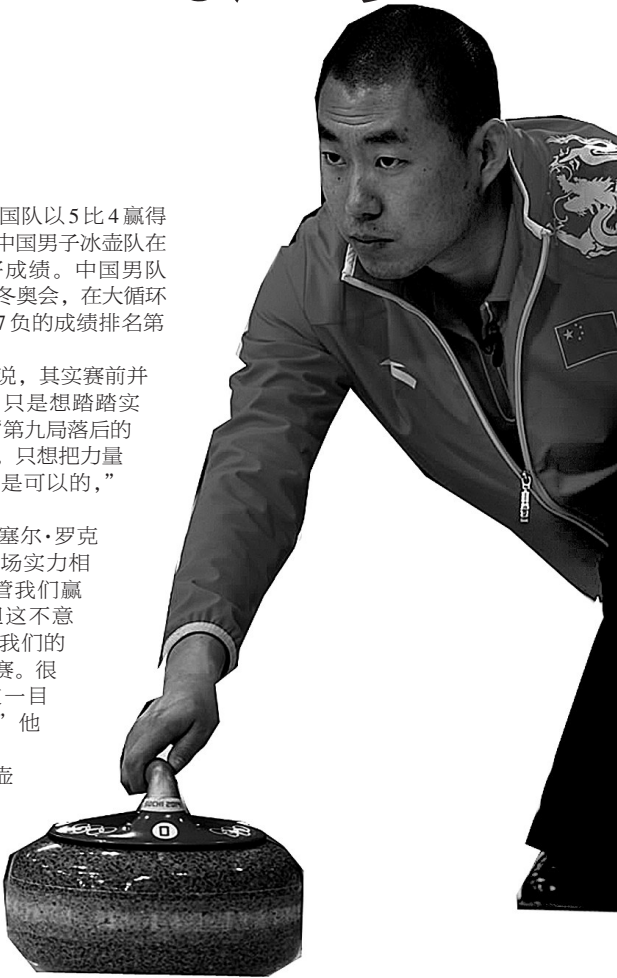 国队以5比4赢得
中国男子冰壶队在
成绩。中国男队
冬奥会，在大循环
7负的成绩排名第
说，其实赛前并
只是想踏踏实
第九局落后的
只想把力量
是可以的，”
塞尔·罗克
场实力相
管我们赢
但这不意
我们的
赛。很
一目
”他
壶
SOCHI 2014